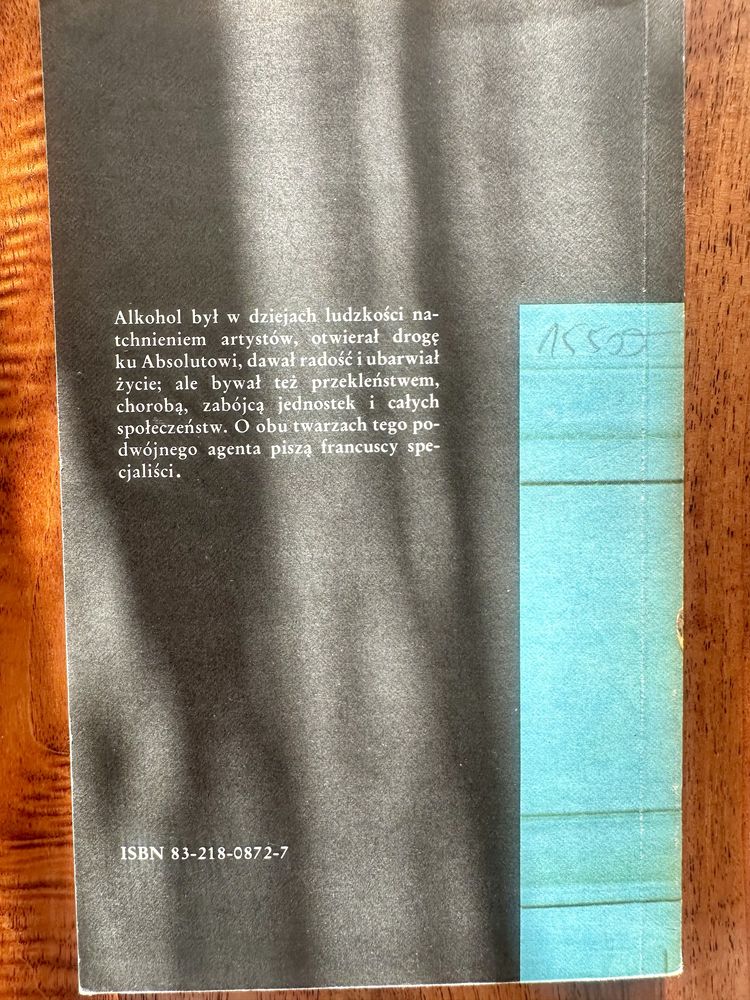 Alkohol był w dziejach ludzkości na-
tchnieniem artystów, otwierał drogę
ku Absolutowi, dawał radość i ubarwiał
życie; ale bywał też przekleństwem,
chorobą, zabójcą jednostek i całych
społeczeństw. O obu twarzach tego po-
dwójnego agenta piszą francuscy spe-
cjaliści.
ISBN 83-218-0872-7